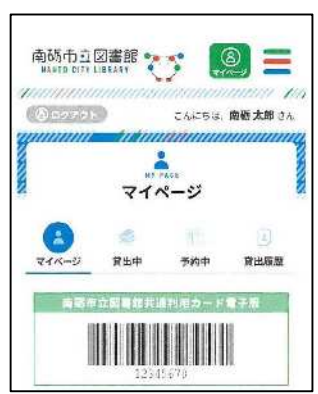 南砺市立図書館
NANTO CITY LIBRARY
マイページ
ログアウト
こんにちは、南砺 太郎 さん
MY PAGE
マイページ
マイページ 貸出中 予約中 貸出履歴
南砺市立図書館共通利用カード電子版
12345678